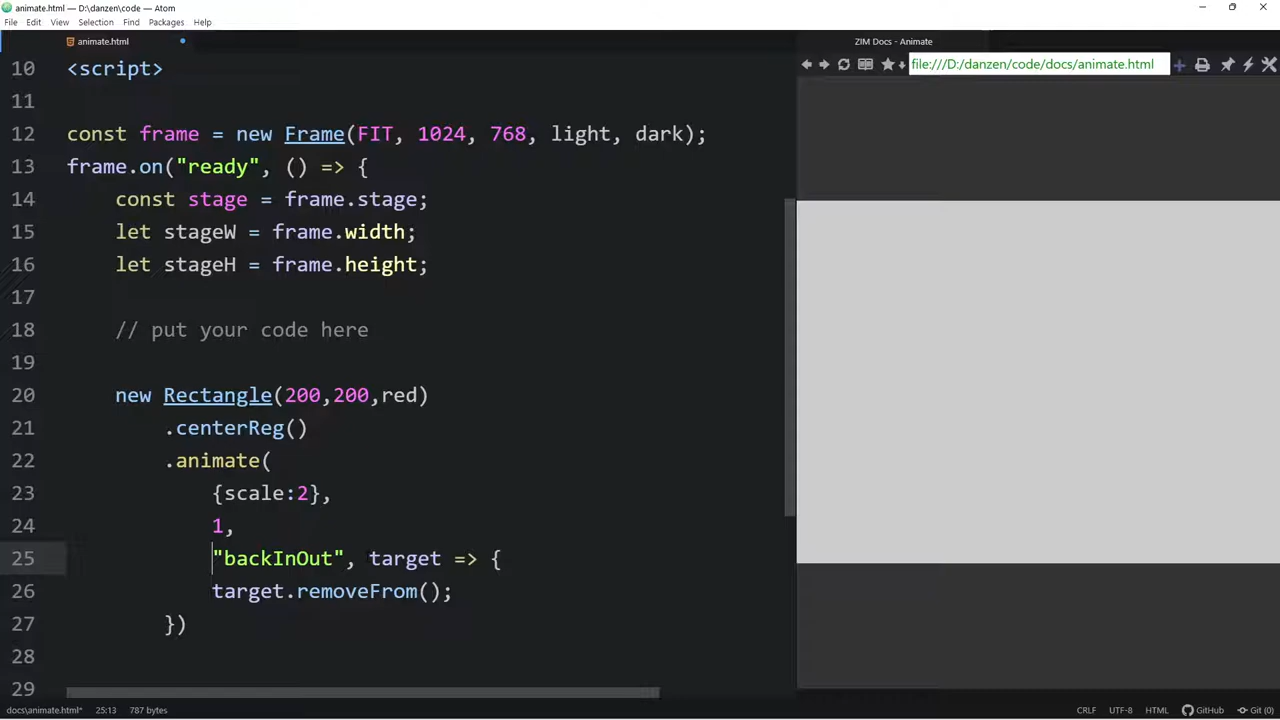 animate.html — D:\danzen\code — Atom
File Edit View Selection Find Packages Help
animate.html
ZIM Docs - Animate
file:///D:/danzen/code/docs/animate.html
10 <script>
11
12 const frame = new Frame(FIT, 1024, 768, light, dark);
13 frame.on("ready", () => {
14 const stage = frame.stage;
15 let stageW = frame.width;
16 let stageH = frame.height;
17
18 // put your code here
19
20 new Rectangle(200,200,red)
21 .centerReg()
22 .animate(
23 {scale:2},
24 1,
25 "backInOut", target => {
26 target.removeFrom();
27 })
28
29
docs\animate.html* 25:13 787 bytes CRLF UTF-8 HTML GitHub Git (0)